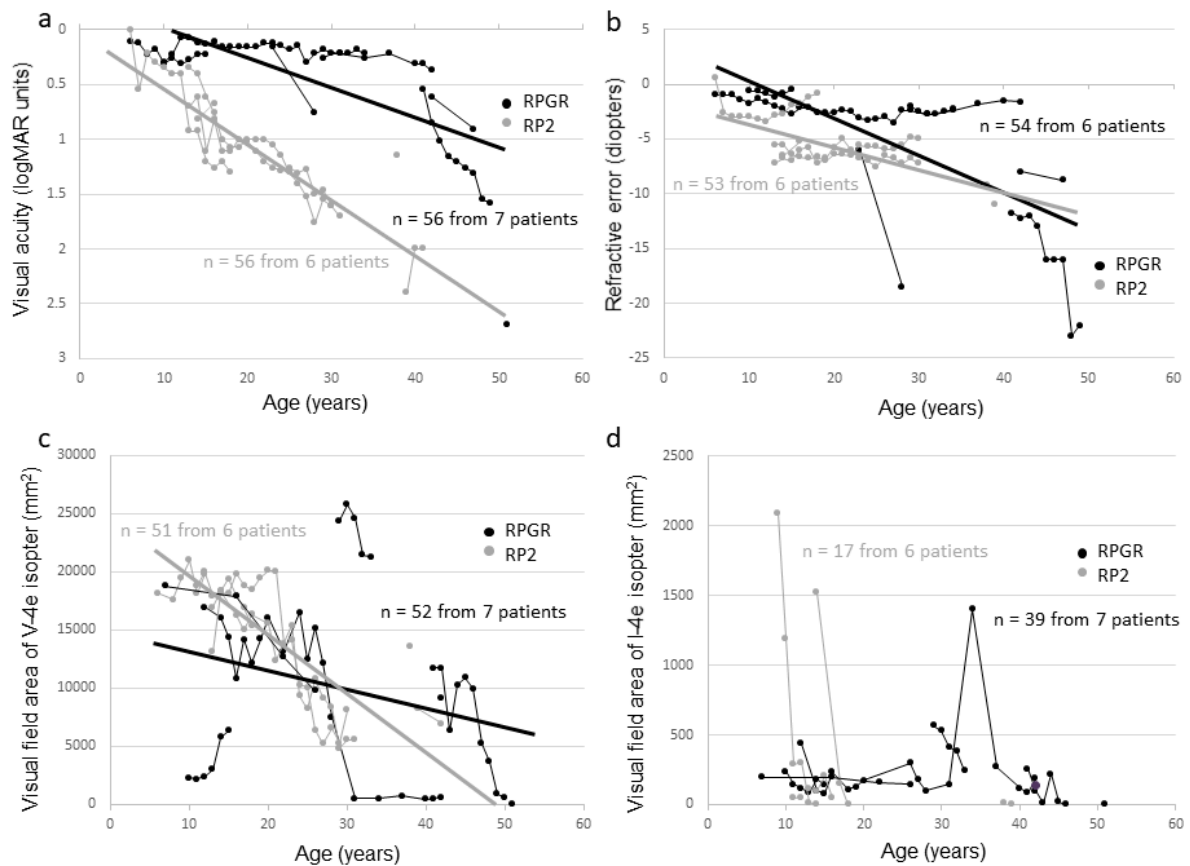 a
Visual acuity (logMAR units)
0
0.5
1
1.5
2
2.5
3
RPGR
RP2
n = 56 from 7 patients
n = 56 from 6 patients
0 10 20 30 40 50 60
Age (years)
b
Refractive error (diopters)
5
0
-5
-10
-15
-20
-25
n = 54 from 6 patients
n = 53 from 6 patients
RPGR
RP2
0 10 20 30 40 50 60
Age (years)
c
Visual field area of V-4e isopter (mm²)
30000
25000
20000
15000
10000
5000
0
n = 51 from 6 patients
RPGR
RP2
n = 52 from 7 patients
0 10 20 30 40 50 60
Age (years)
d
Visual field area of I-4e isopter (mm²)
2500
2000
1500
1000
500
0
n = 17 from 6 patients
RPGR
RP2
n = 39 from 7 patients
0 10 20 30 40 50 60
Age (years)